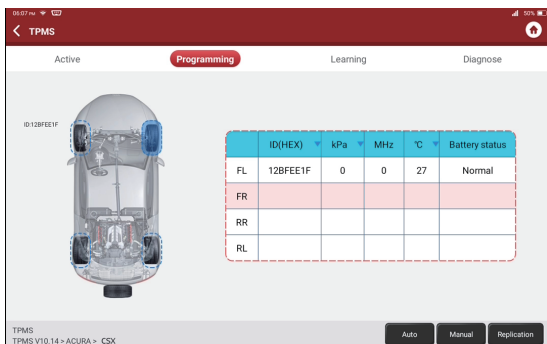 06:07 PM 50%
TPMS
Active Programming Learning Diagnose
ID:12BFEE1F
ID(HEX) kPa MHz °C Battery status
FL 12BFEE1F 0 0 27 Normal
FR
RR
RL
TPMS
TPMS V10.14 > ACURA > CSX
Auto Manual Replication